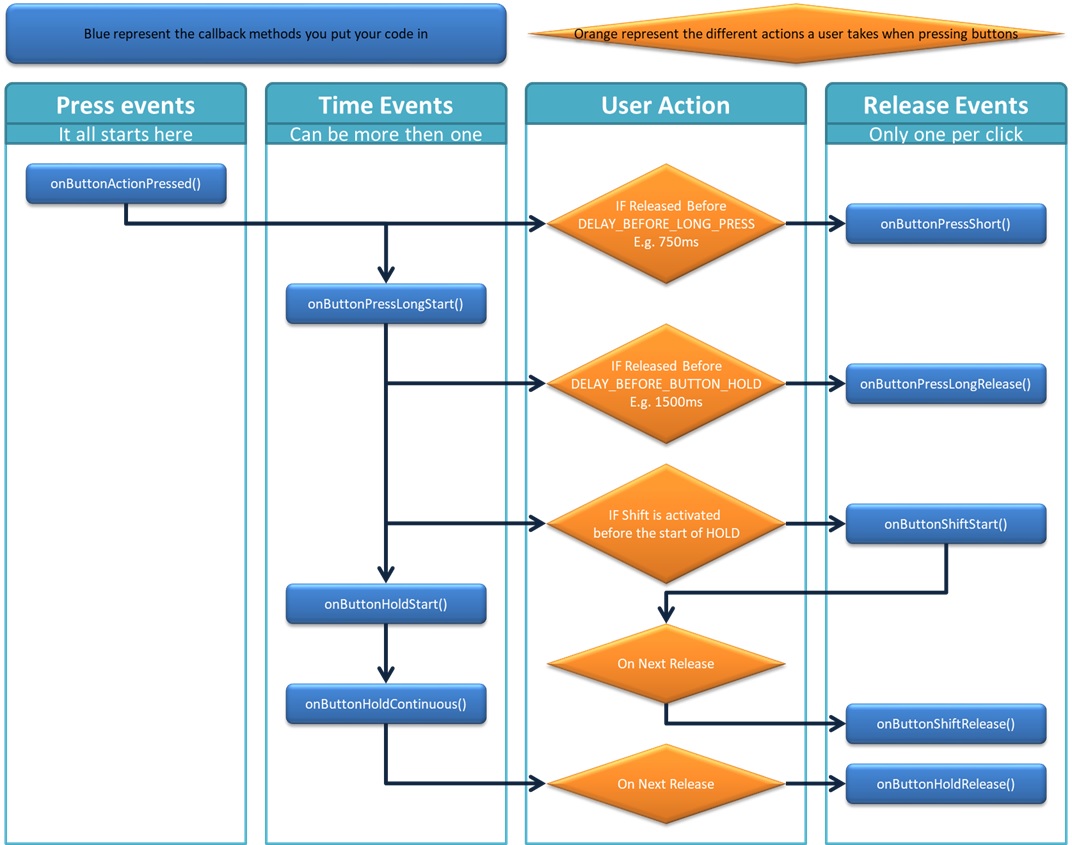 Blue represent the callback methods you put your code in
Orange represent the different actions a user takes when pressing buttons
Press events
It all starts here
Time Events
Can be more then one
User Action
Release Events
Only one per click
onButtonActionPressed()
IF Released Before
DELAY_BEFORE_LONG_PRESS
E.g. 750ms
onButtonPressShort()
onButtonPressLongStart()
IF Released Before
DELAY_BEFORE_BUTTON_HOLD
E.g. 1500ms
onButtonPressLongRelease()
IF Shift is activated
before the start of HOLD
onButtonShiftStart()
onButtonHoldStart()
On Next Release
onButtonHoldContinuous()
onButtonShiftRelease()
On Next Release
onButtonHoldRelease()